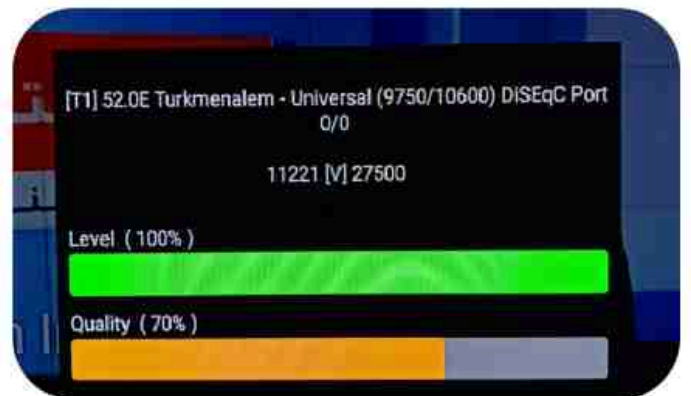 [T1] 52.0E Turkmenalem - Universal (9750/10600) DiSEqC Port
0/0
11221 [V] 27500
Level ( 100% )
Quality ( 70% )